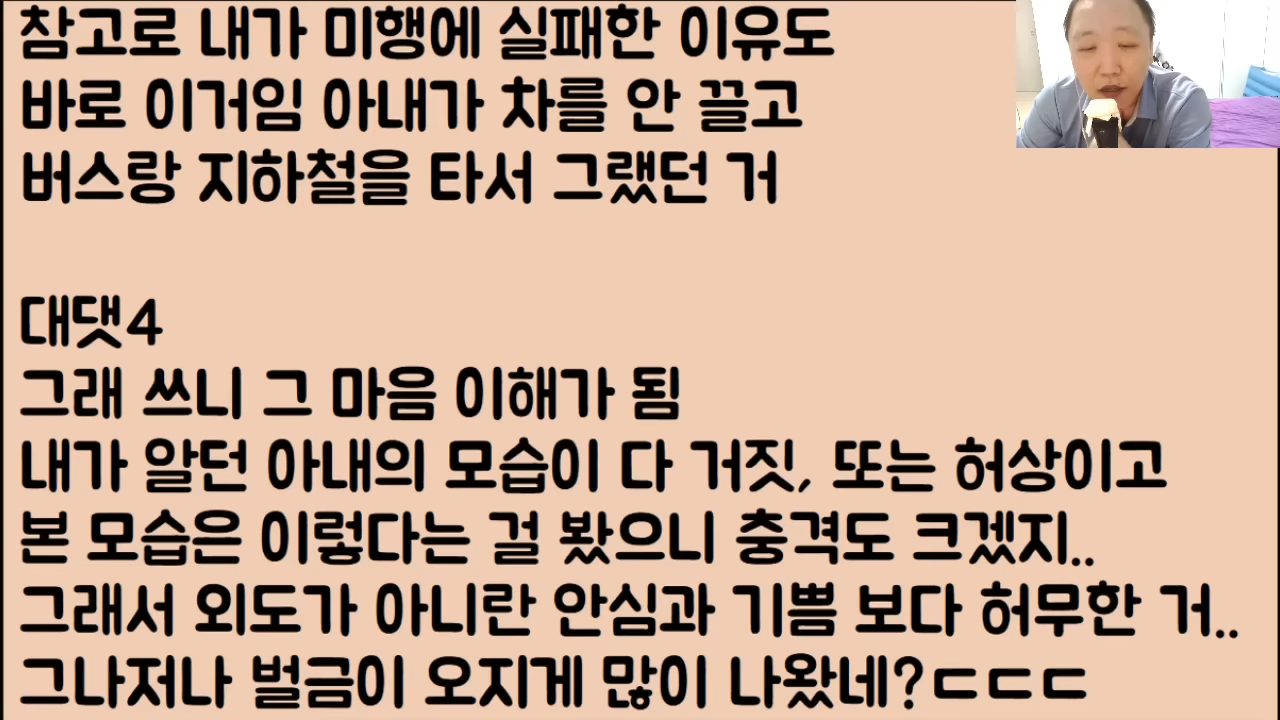 참고로 내가 미행에 실패한 이유도
바로 이거임 아내가 차를 안 끌고
버스랑 지하철을 타서 그랬던 거
대댓4
그래 쓰니 그 마음 이해가 됨
내가 알던 아내의 모습이 다 거짓, 또는 허상이고
본 모습은 이렇다는 걸 봤으니 충격도 크겠지..
그래서 외도가 아니란 안심과 기쁨 보다 허무한 거..
그나저나 벌금이 오지게 많이 나왔네?ㄷㄷㄷ